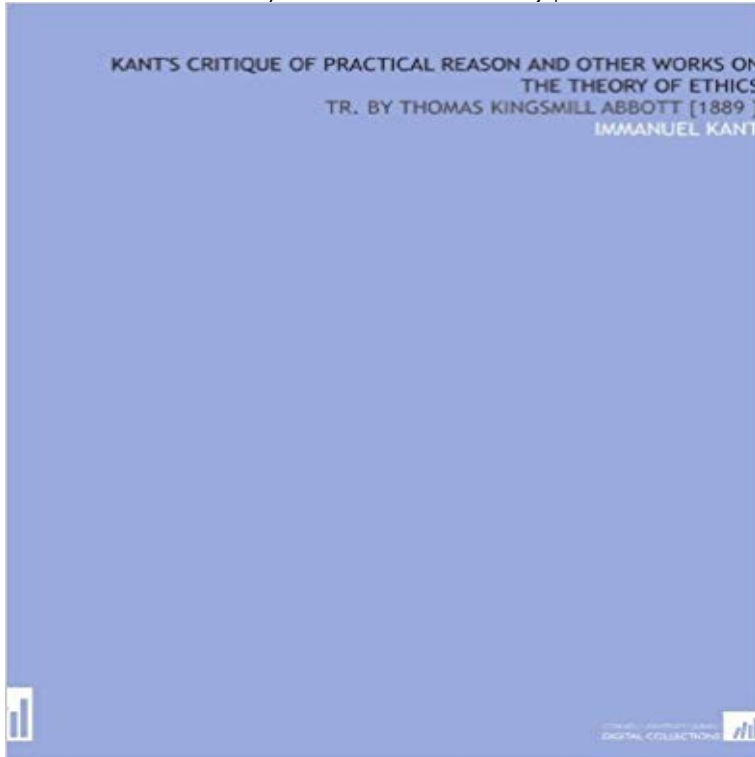 KANT'S CRITIQUE OF PRACTICAL REASON AND OTHER WORKS ON
THE THEORY OF ETHICS
TR. BY THOMAS KINGSMILL ABBOTT [1889 ]
IMMANUEL KANT
DIGITAL COLLECTIONS